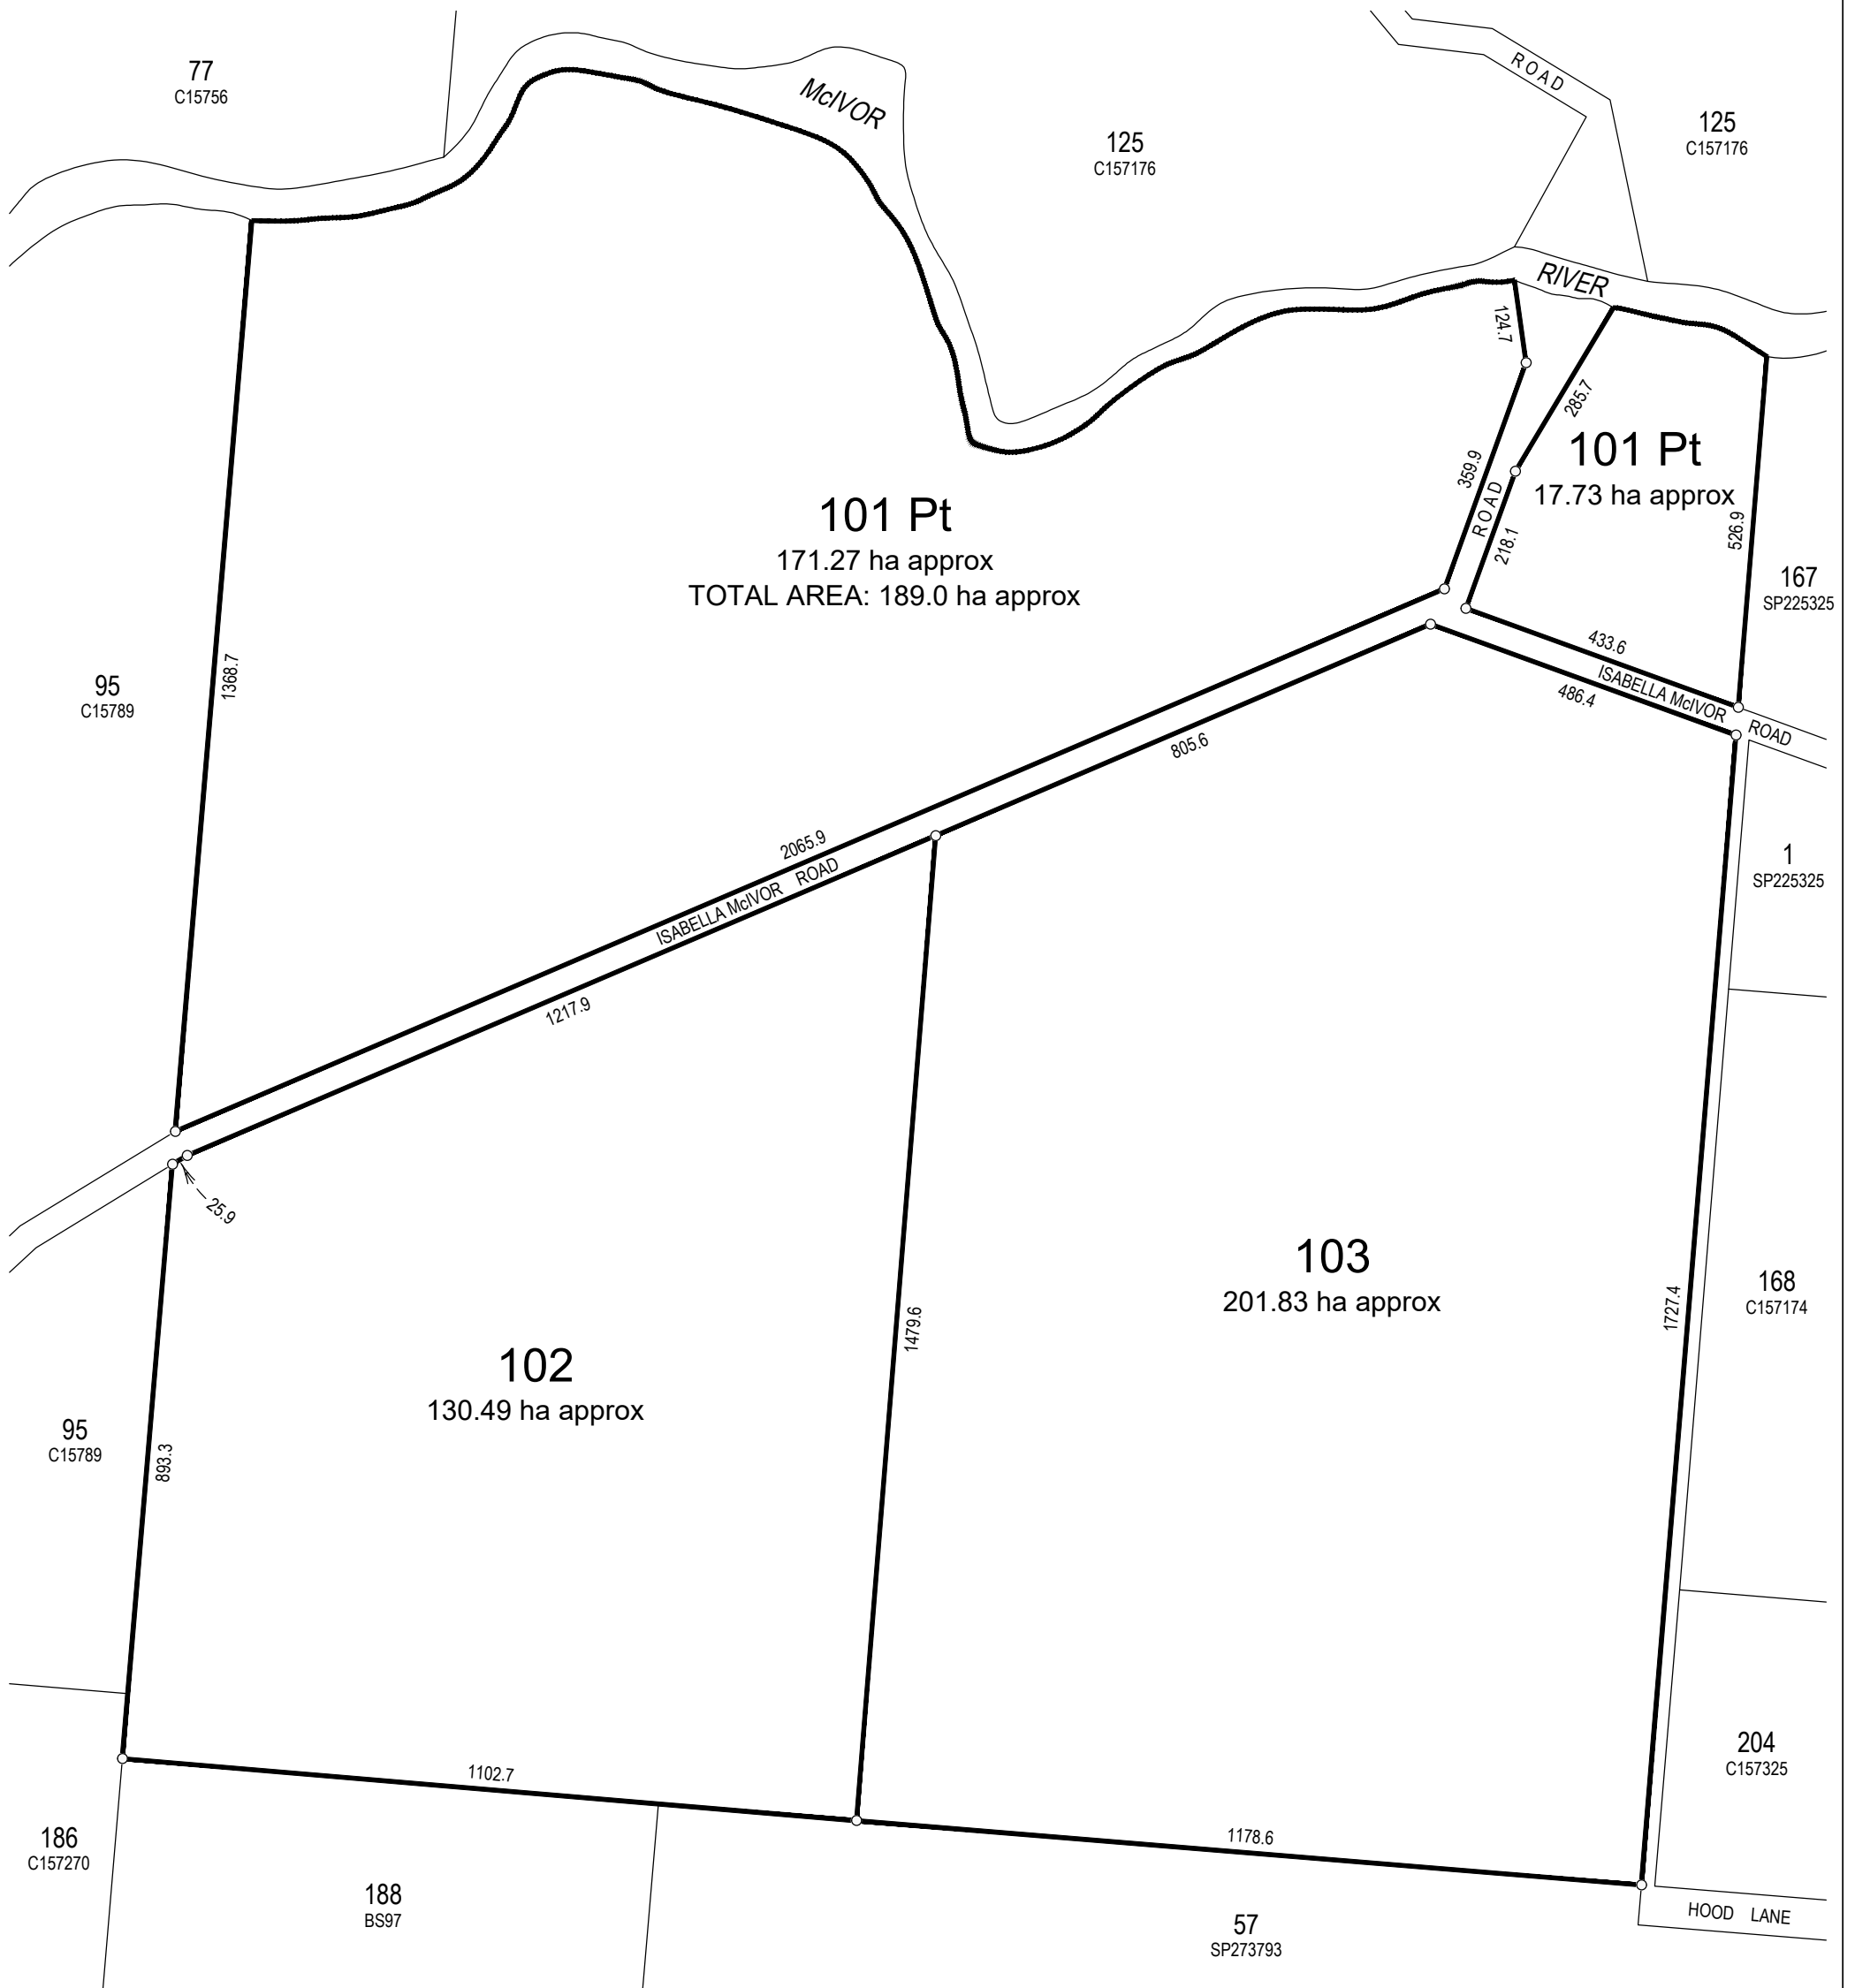 77
C15756
McIVOR
125
C157176
ROAD
125
C157176
RIVER
124.7
285.7
359.9
ROAD
218.1
101 Pt
17.73 ha approx
526.9
101 Pt
171.27 ha approx
TOTAL AREA: 189.0 ha approx
167
SP225325
95
C15789
1368.7
433.6
ISABELLA McIVOR ROAD
486.4
805.6
2065.9
ISABELLA McIVOR ROAD
1217.9
1
SP225325
25.9
103
201.83 ha approx
168
C157174
1727.4
1479.6
102
130.49 ha approx
95
C15789
893.3
204
C157325
1102.7
1178.6
186
C157270
188
BS97
57
SP273793
HOOD LANE